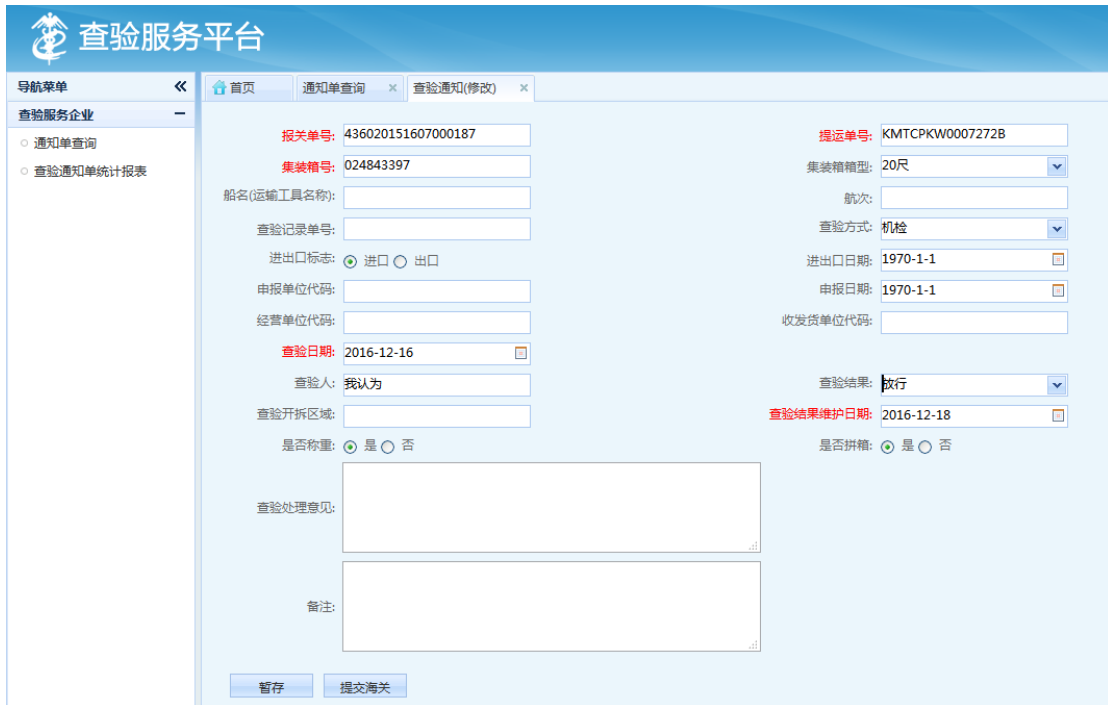 查验服务平台
导航菜单 «
首页 通知单查询 × 查验通知(修改) ×
查验服务企业
通知单查询
查验通知单统计报表
报关单号: 436020151607000187 提运单号: KMTCPKW0007272B
集装箱号: 024843397 集装箱箱型: 20尺
船名(运输工具名称): 航次:
查验记录单号: 查验方式: 机检
进出口标志: 进口 出口 进出口日期: 1970-1-1
申报单位代码: 申报日期: 1970-1-1
经营单位代码: 收发货单位代码:
查验日期: 2016-12-16
查验人: 我认为 查验结果: 放行
查验开拆区域: 查验结果维护日期: 2016-12-18
是否称重: 是 否 是否拼箱: 是 否
查验处理意见:
备注:
暂存 提交海关